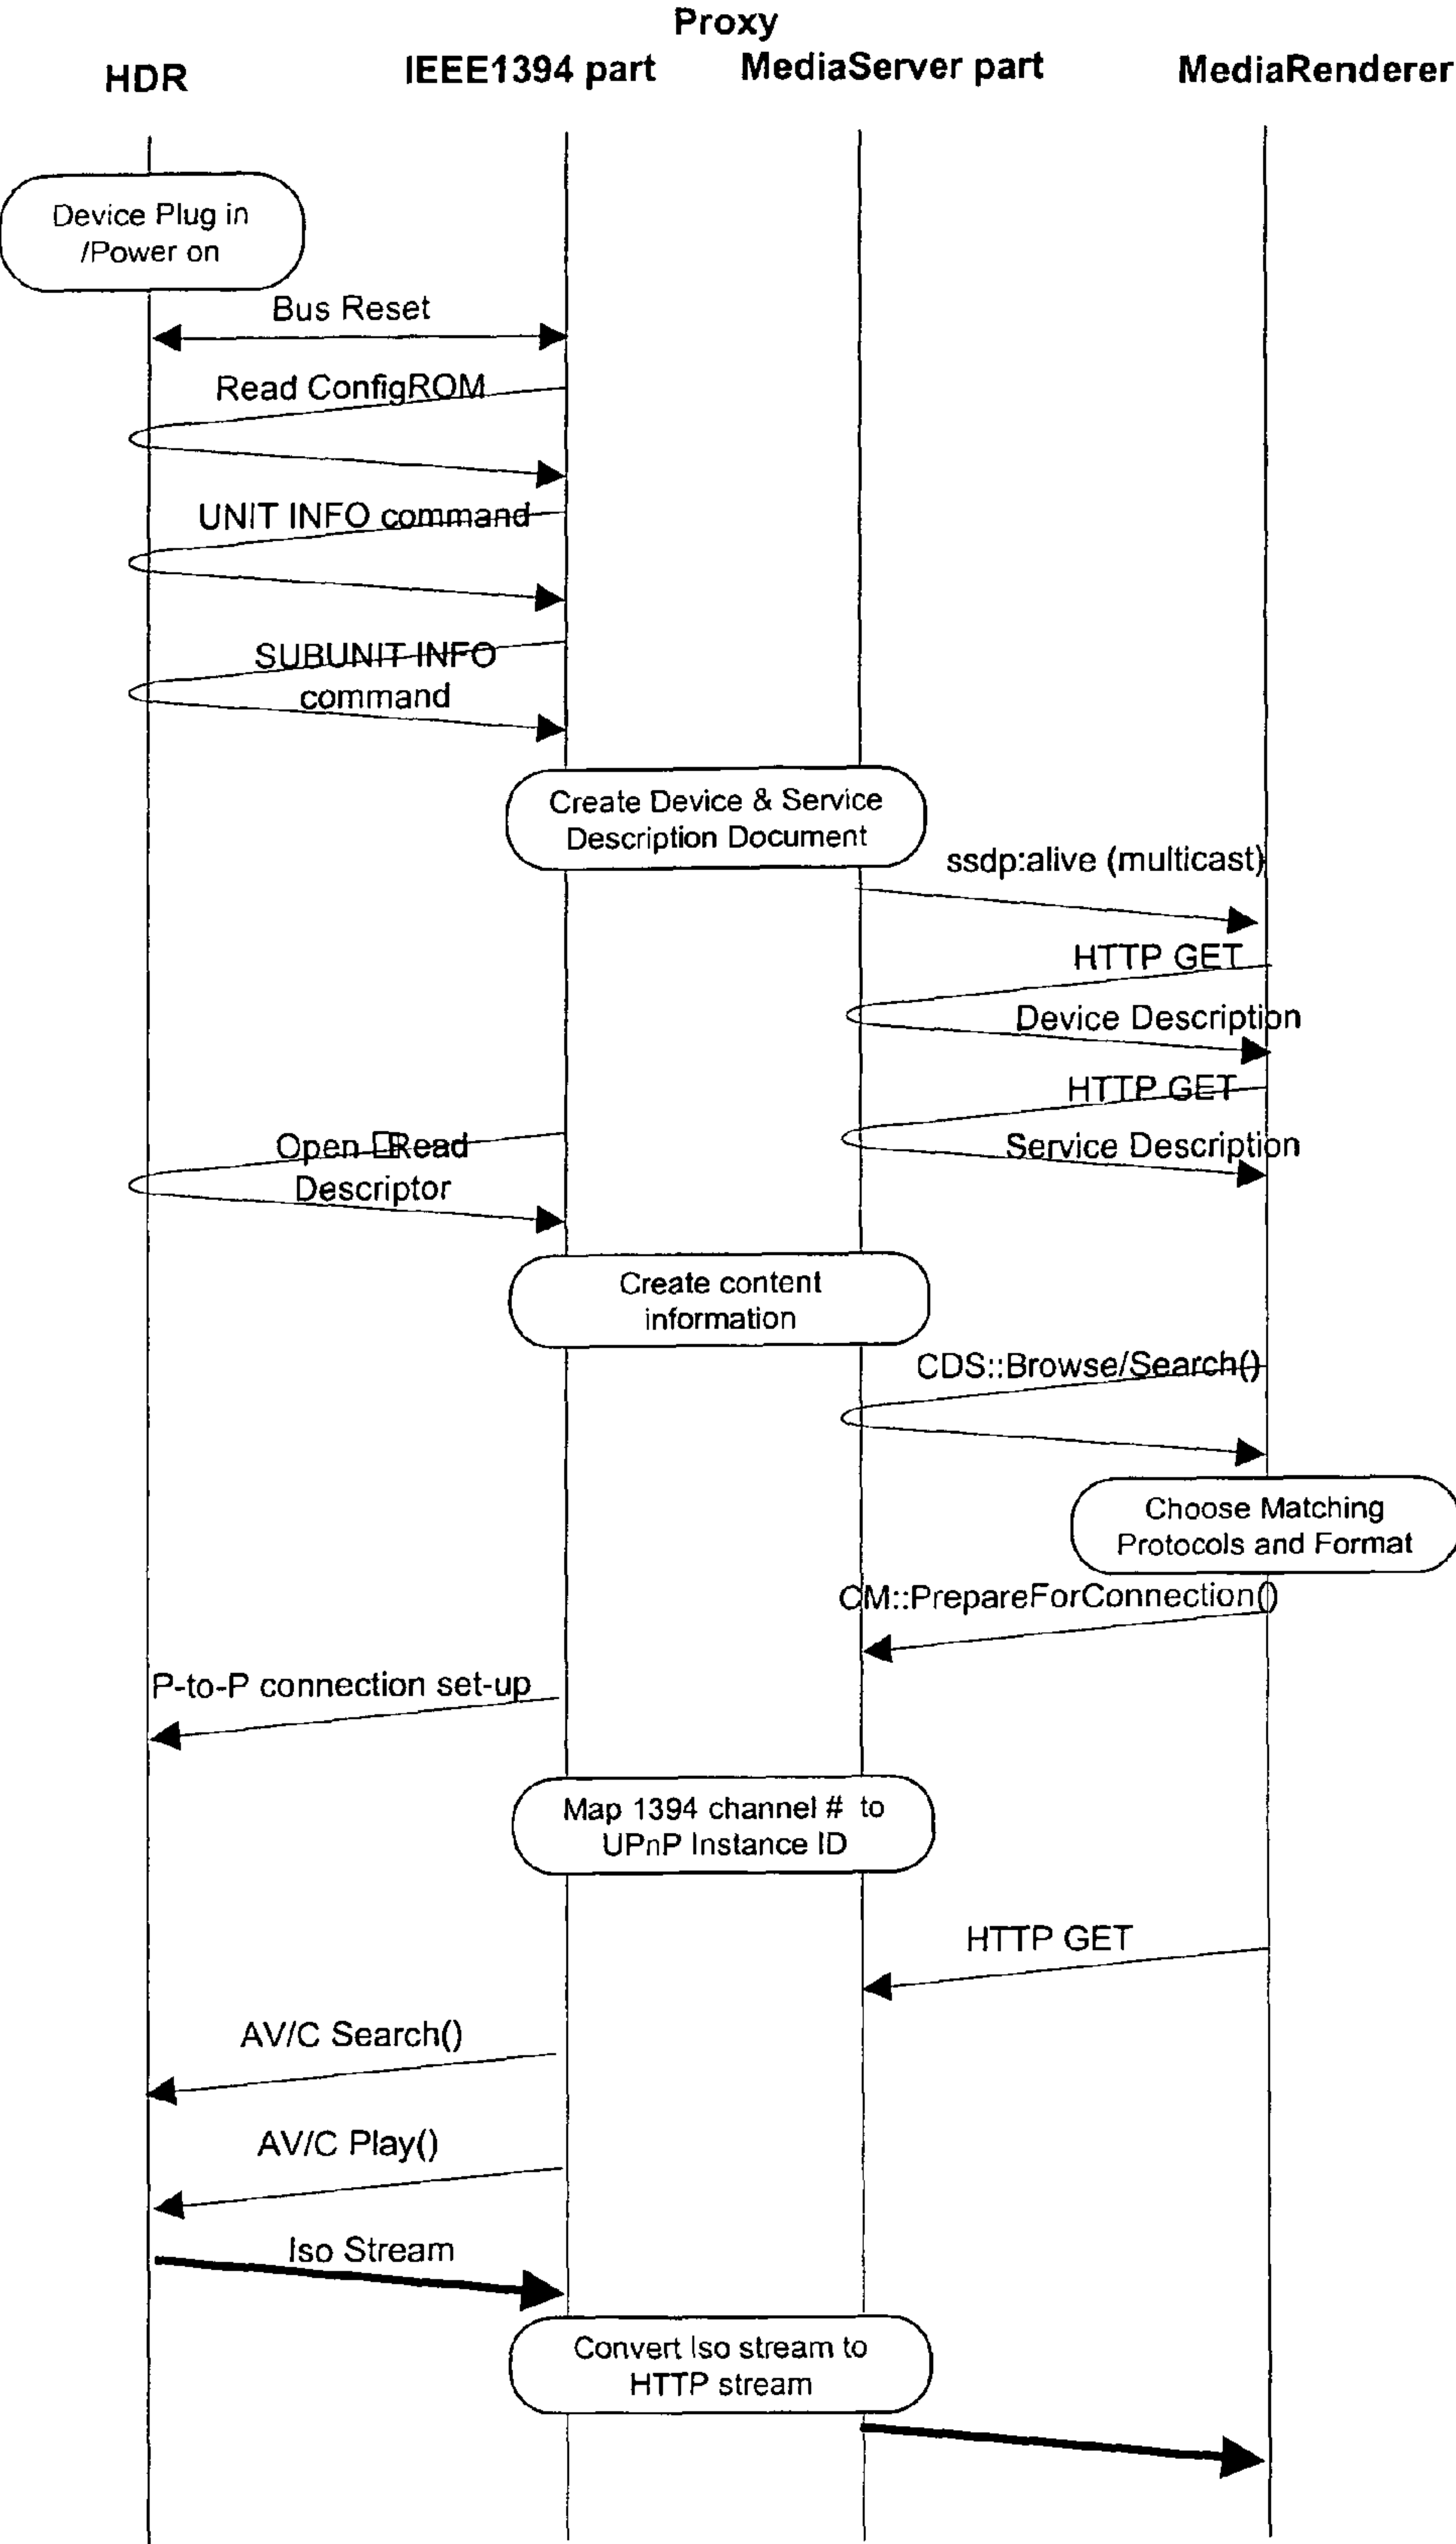 Proxy
HDR
IEEE1394 part
MediaServer part
MediaRenderer
Device Plug in
/Power on
Bus Reset
Read ConfigROM
UNIT INFO command
SUBUNIT INFO
command
Create Device & Service
Description Document
ssdp:alive (multicast)
HTTP GET
Device Description
HTTP GET
Service Description
Open □Read
Descriptor
Create content
information
CDS::Browse/Search()
Choose Matching
Protocols and Format
CM::PrepareForConnection()
P-to-P connection set-up
Map 1394 channel # to
UPnP Instance ID
HTTP GET
AV/C Search()
AV/C Play()
Iso Stream
Convert Iso stream to
HTTP stream